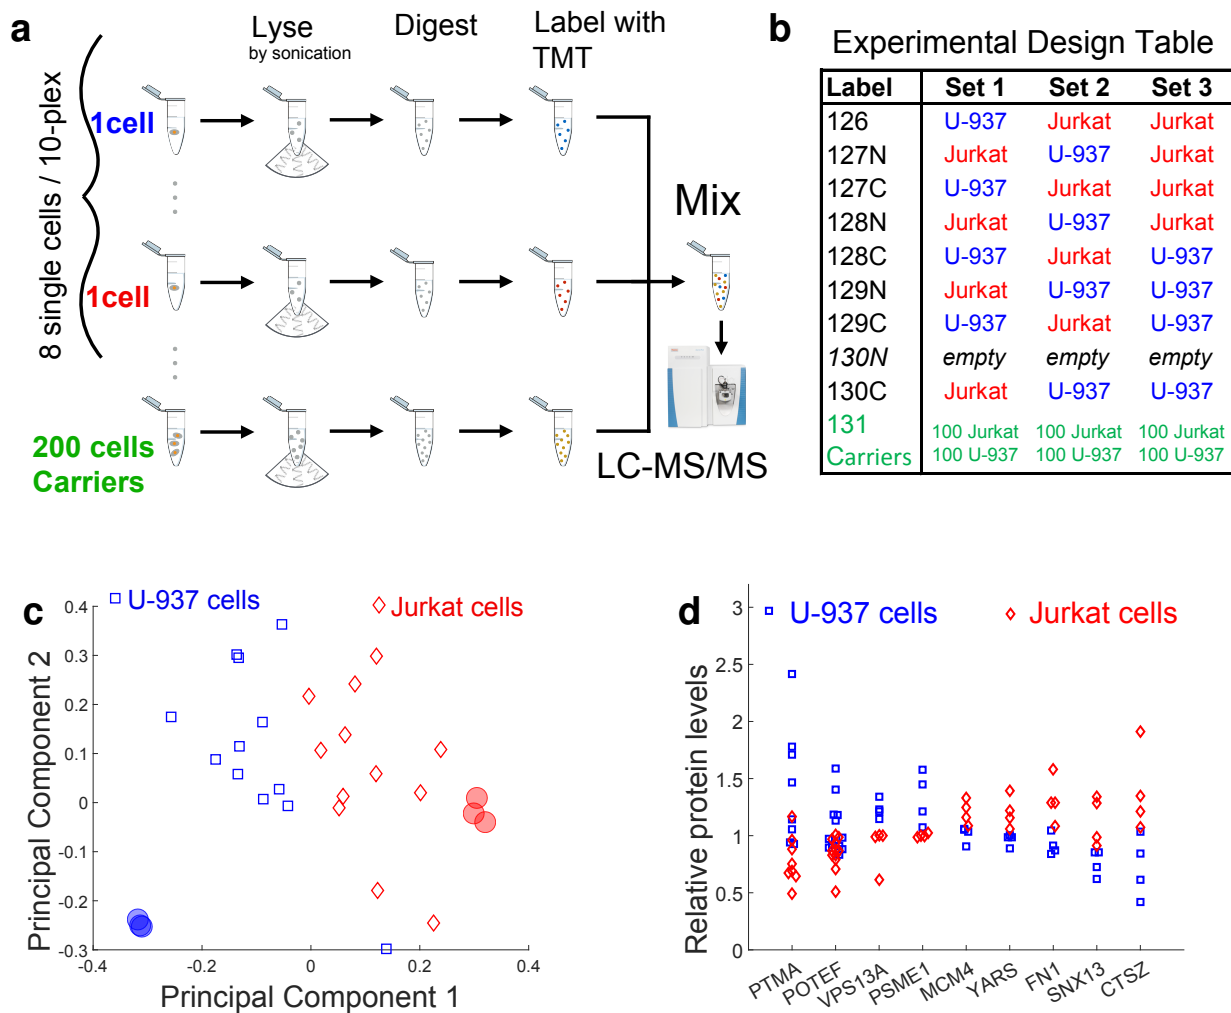 a
Lyse
by sonication
Digest
Label with
TMT
8 single cells / 10-plex
1cell
1cell
200 cells
Carriers
Mix
LC-MS/MS
b
Experimental Design Table
Label Set 1 Set 2 Set 3
126 U-937 Jurkat Jurkat
127N Jurkat U-937 Jurkat
127C U-937 Jurkat Jurkat
128N Jurkat U-937 Jurkat
128C U-937 Jurkat U-937
129N Jurkat U-937 U-937
129C U-937 Jurkat U-937
130N empty empty empty
130C Jurkat U-937 U-937
131 100 Jurkat 100 Jurkat 100 Jurkat
Carriers 100 U-937 100 U-937 100 U-937
c
U-937 cells
Jurkat cells
Principal Component 2
0.4
0.3
0.2
0.1
0
-0.1
-0.2
-0.3
-0.4 -0.2 0 0.2 0.4
Principal Component 1
d
U-937 cells
Jurkat cells
Relative protein levels
3
2.5
2
1.5
1
0.5
0
PTMA POTEF VPS13A PSME1 MCM4 YARS FN1 SNX13 CTSZ